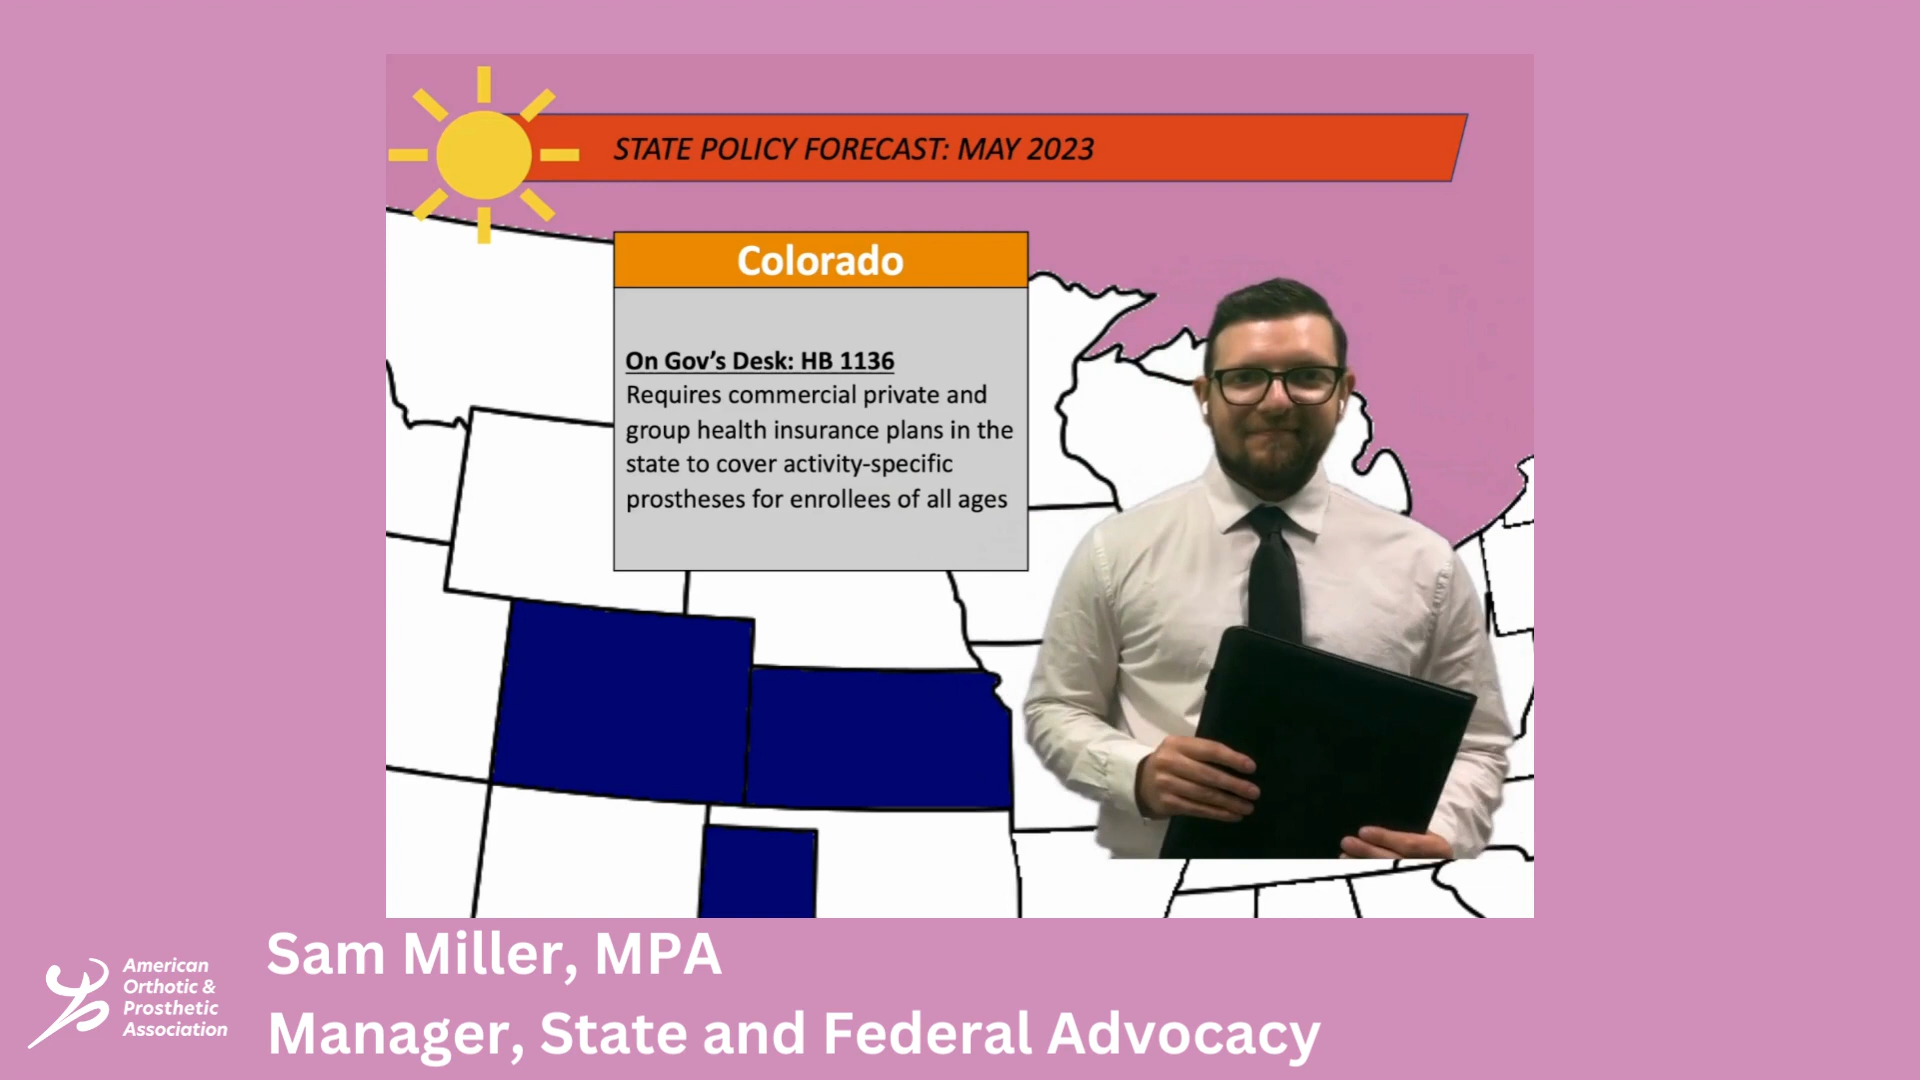 STATE POLICY FORECAST: MAY 2023
Colorado
On Gov's Desk: HB 1136
Requires commercial private and
group health insurance plans in the
state to cover activity-specific
prostheses for enrollees of all ages
American
Orthotic &
Prosthetic
Association
Sam Miller, MPA
Manager, State and Federal Advocacy